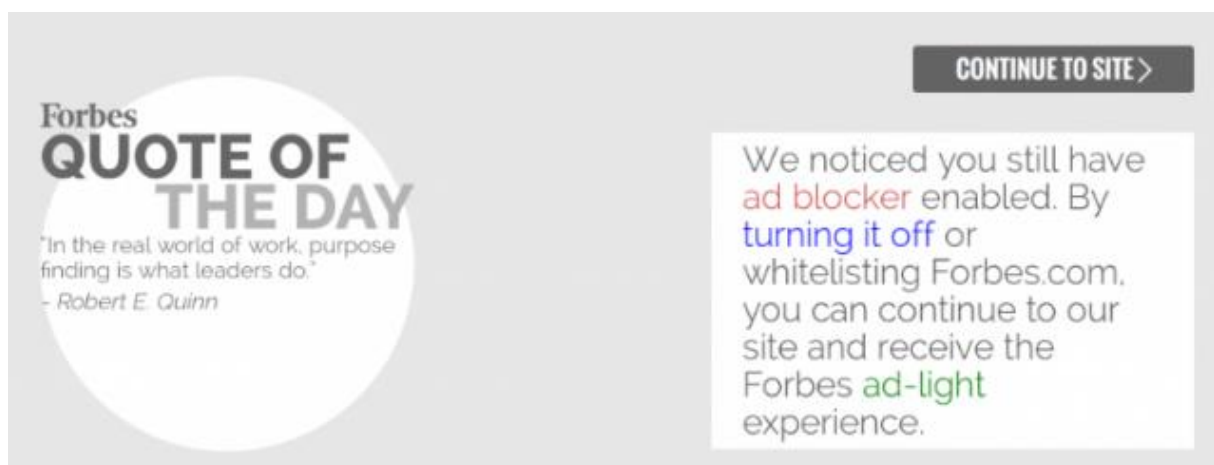 Forbes
QUOTE OF
THE DAY
"In the real world of work, purpose
finding is what leaders do."
- Robert E. Quinn
CONTINUE TO SITE >
We noticed you still have
ad blocker enabled. By
turning it off or
whitelisting Forbes.com,
you can continue to our
site and receive the
Forbes ad-light
experience.